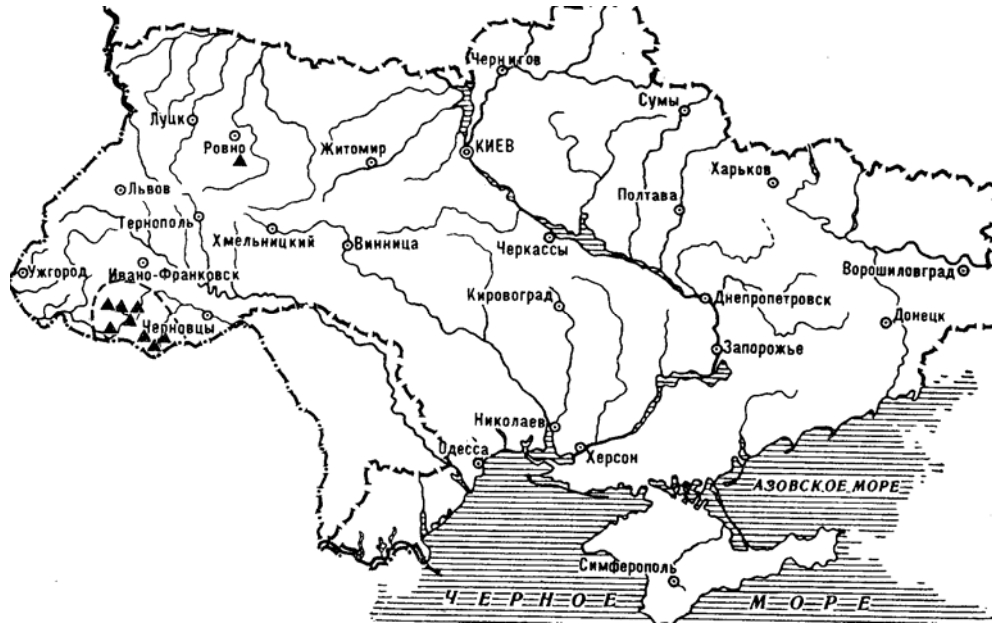 Чернигов
Сумы
Луцк
Ровно
Житомир
КИЕВ
Харьков
Львов
Полтава
Тернополь
Хмельницкий
Винница
Черкассы
Ужгород
Ивано-Франковск
Ворошиловград
Кировоград
Днепропетровск
Черновцы
Донецк
Запорожье
Николаев
Одесса
Херсон
АЗОВСКОЕ МОРЕ
Симферополь
ЧЕРНОЕ МОРЕ